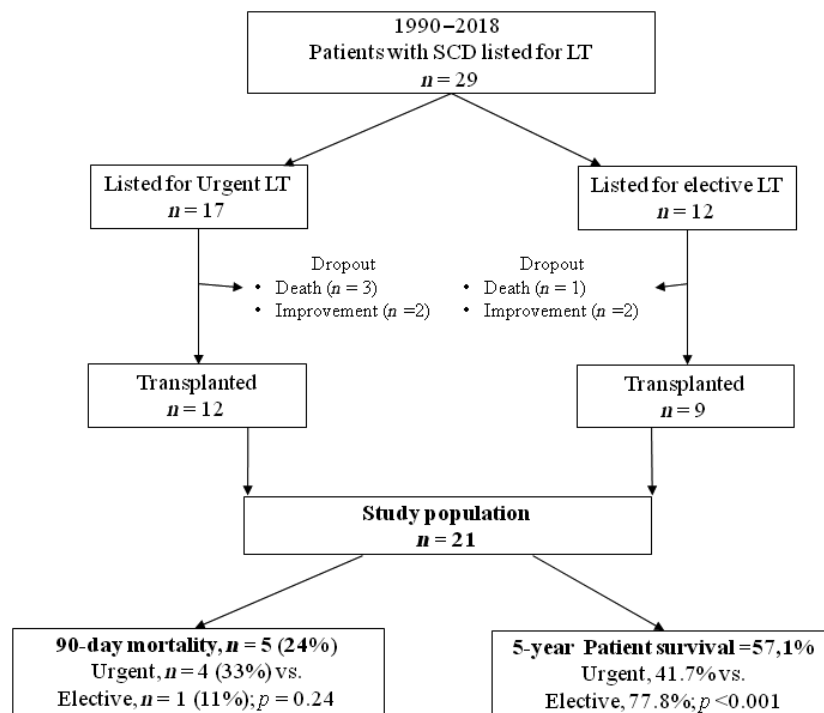 1990–2018
Patients with SCD listed for LT
n = 29
Listed for Urgent LT
n = 17
Listed for elective LT
n = 12
Dropout
• Death (n = 3)
• Improvement (n =2)
Dropout
• Death (n = 1)
• Improvement (n =2)
Transplanted
n = 12
Transplanted
n = 9
Study population
n = 21
90-day mortality, n = 5 (24%)
Urgent, n = 4 (33%) vs.
Elective, n = 1 (11%); p = 0.24
5-year Patient survival =57,1%
Urgent, 41.7% vs.
Elective, 77.8%; p <0.001